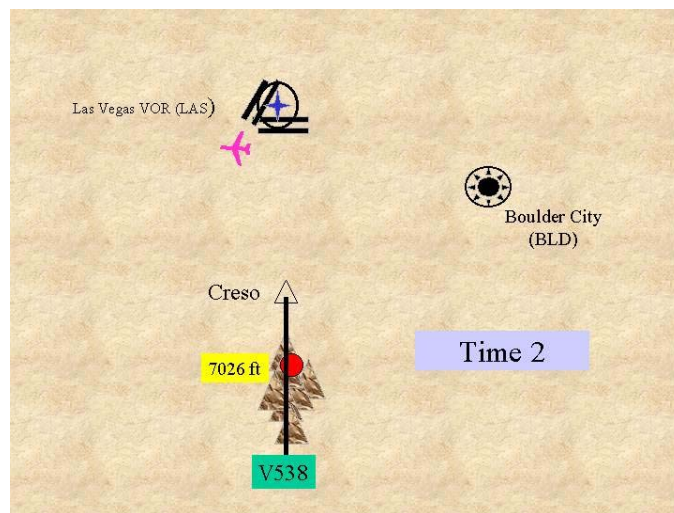 Las Vegas VOR (LAS)
Boulder City
(BLD)
Creso
Time 2
7026 ft
V538